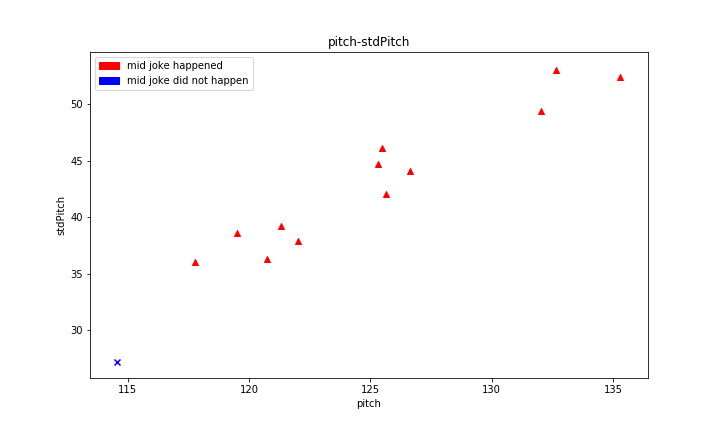 pitch-stdPitch
mid joke happened
mid joke did not happen
50
45
40
35
30
stdPitch
115 120 125 130 135
pitch